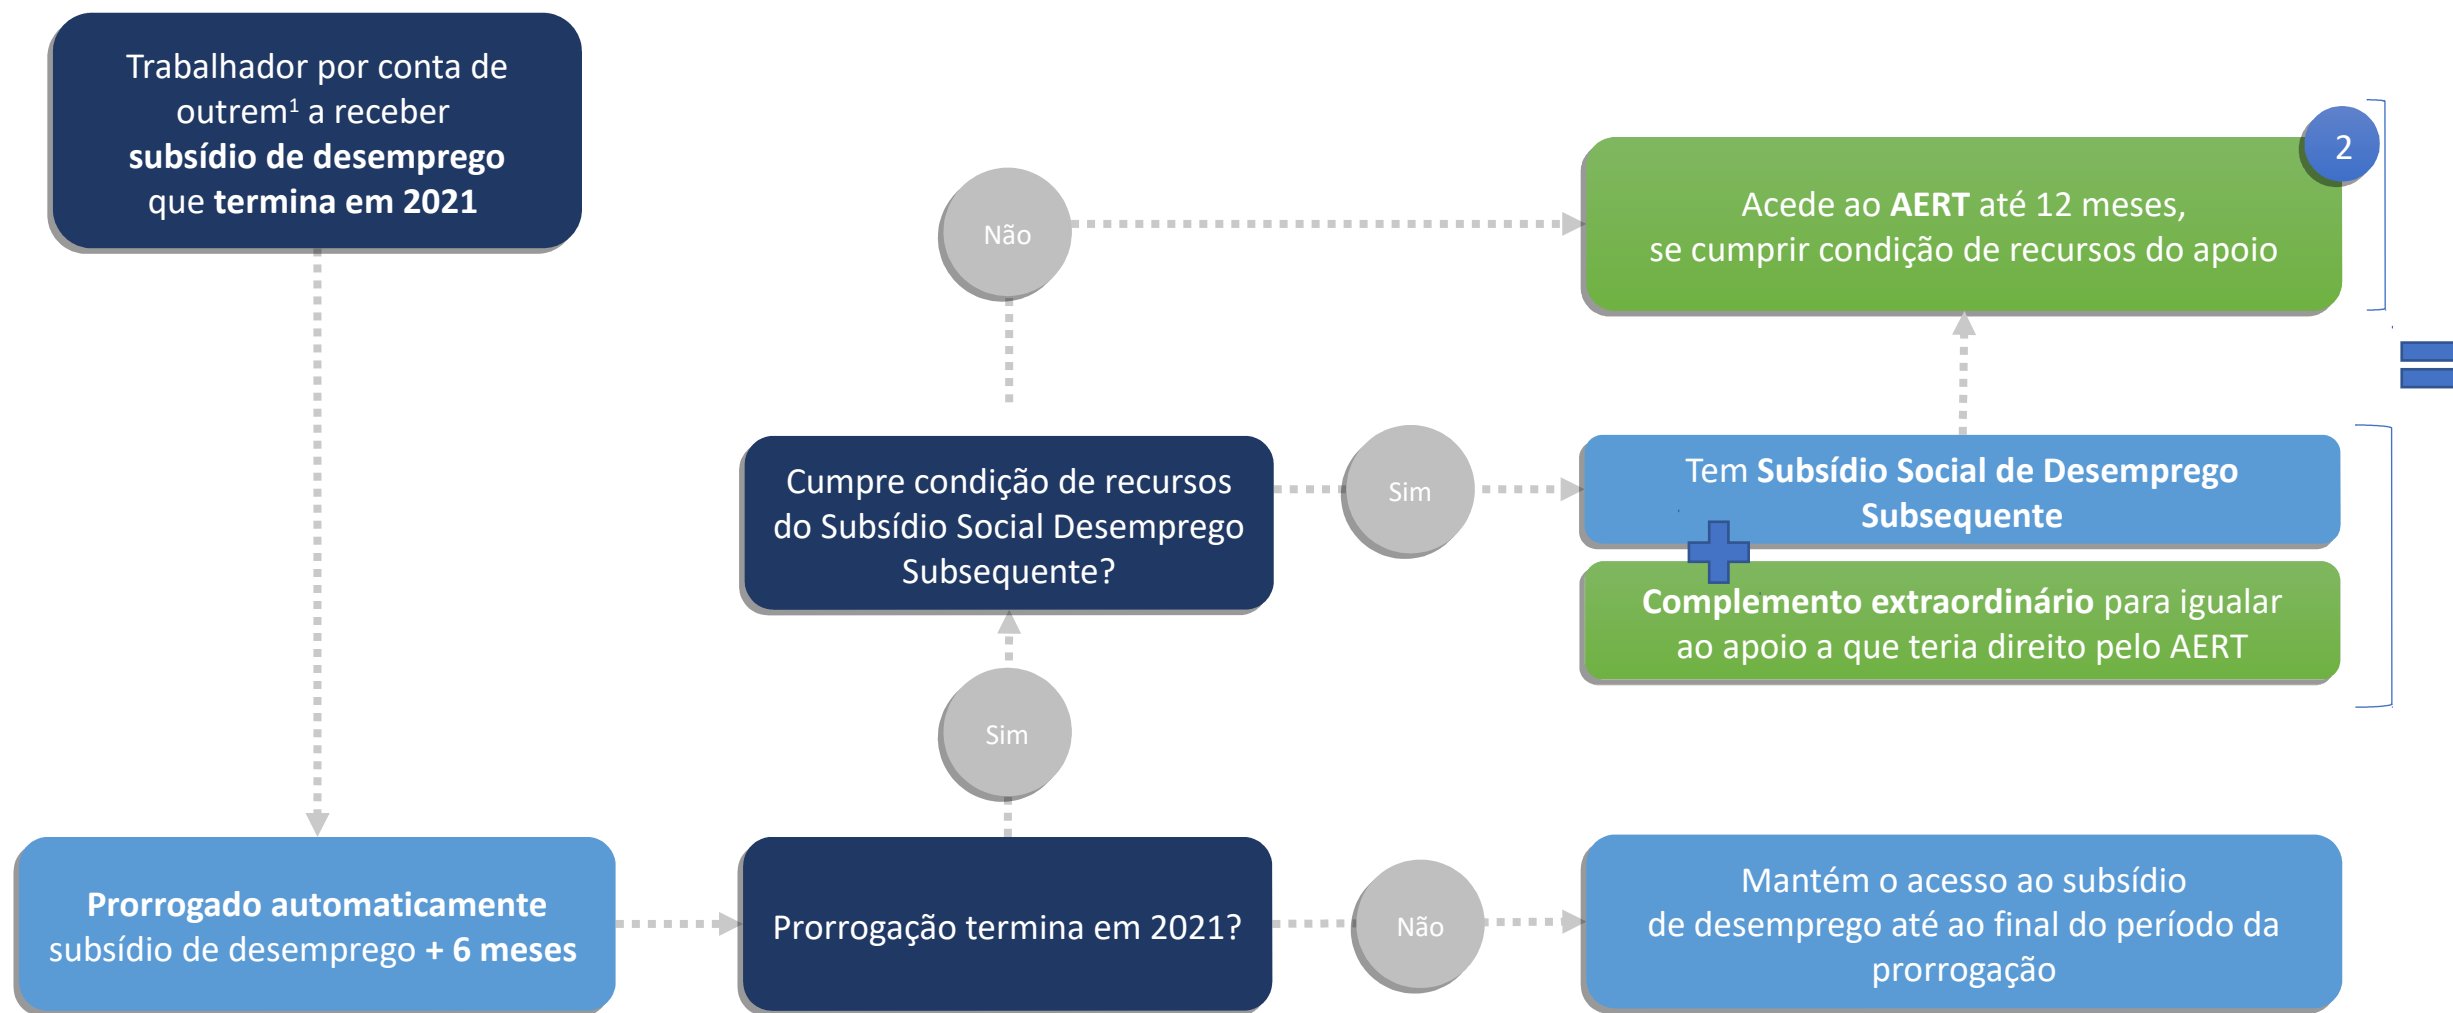 Trabalhador por conta de
outrem¹ a receber
subsídio de desemprego
que termina em 2021
2
Não
Acede ao AERT até 12 meses,
se cumprir condição de recursos do apoio
Cumpre condição de recursos
do Subsídio Social Desemprego
Subsequente?
Sim
Tem Subsídio Social de Desemprego
Subsequente
Complemento extraordinário para igualar
ao apoio a que teria direito pelo AERT
Sim
Prorrogado automaticamente
subsídio de desemprego + 6 meses
Prorrogação termina em 2021?
Não
Mantém o acesso ao subsídio
de desemprego até ao final do período da
prorrogação